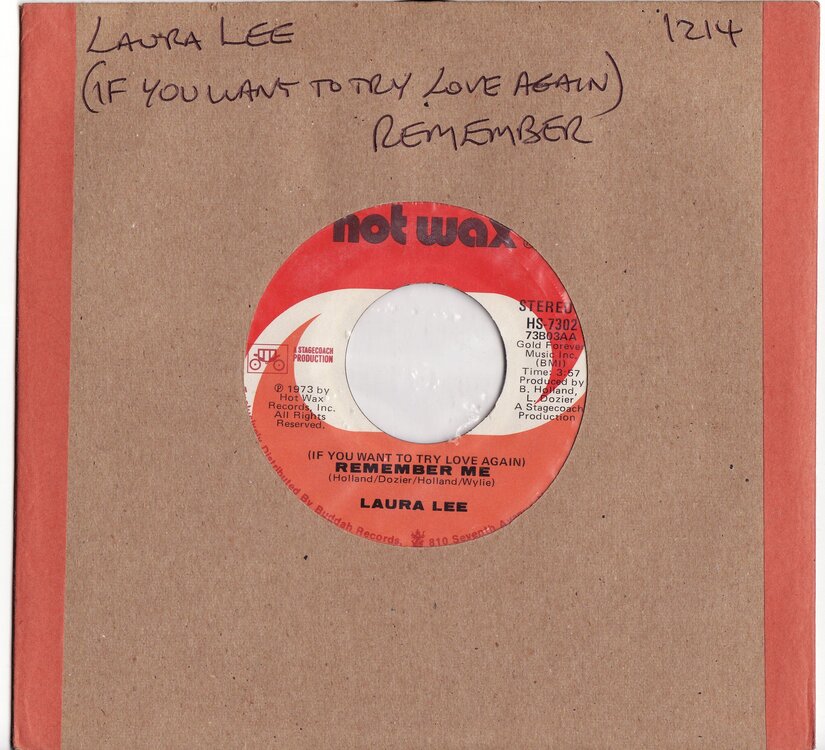 LAURA LEE 1214
(IF YOU WANT TO TRY LOVE AGAIN)
REMEMBER
hot wax
STEREO
HS-7302
73B03AA
Gold Forever
Music Inc.
(BMI)
Time: 3:57
Produced by
B. Holland,
L. Dozier
A Stagecoach
Production
A STAGECOACH
PRODUCTION
℗ 1973 by
Hot Wax
Records, Inc.
All Rights
Reserved.
(IF YOU WANT TO TRY LOVE AGAIN)
REMEMBER ME
(Holland/Dozier/Holland/Wylie)
LAURA LEE
Distributed By Buddah Records, 810 Seventh